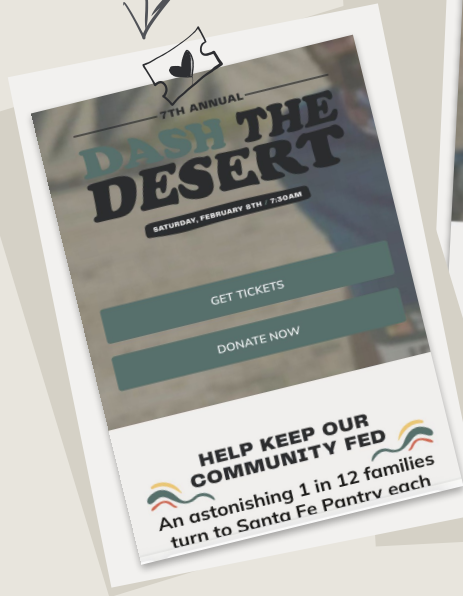 7TH ANNUAL
DASH THE
DESERT
SATURDAY, FEBRUARY 8TH / 7:30AM
GET TICKETS
DONATE NOW
HELP KEEP OUR
COMMUNITY FED
An astonishing 1 in 12 families
turn to Santa Fe Pantry each